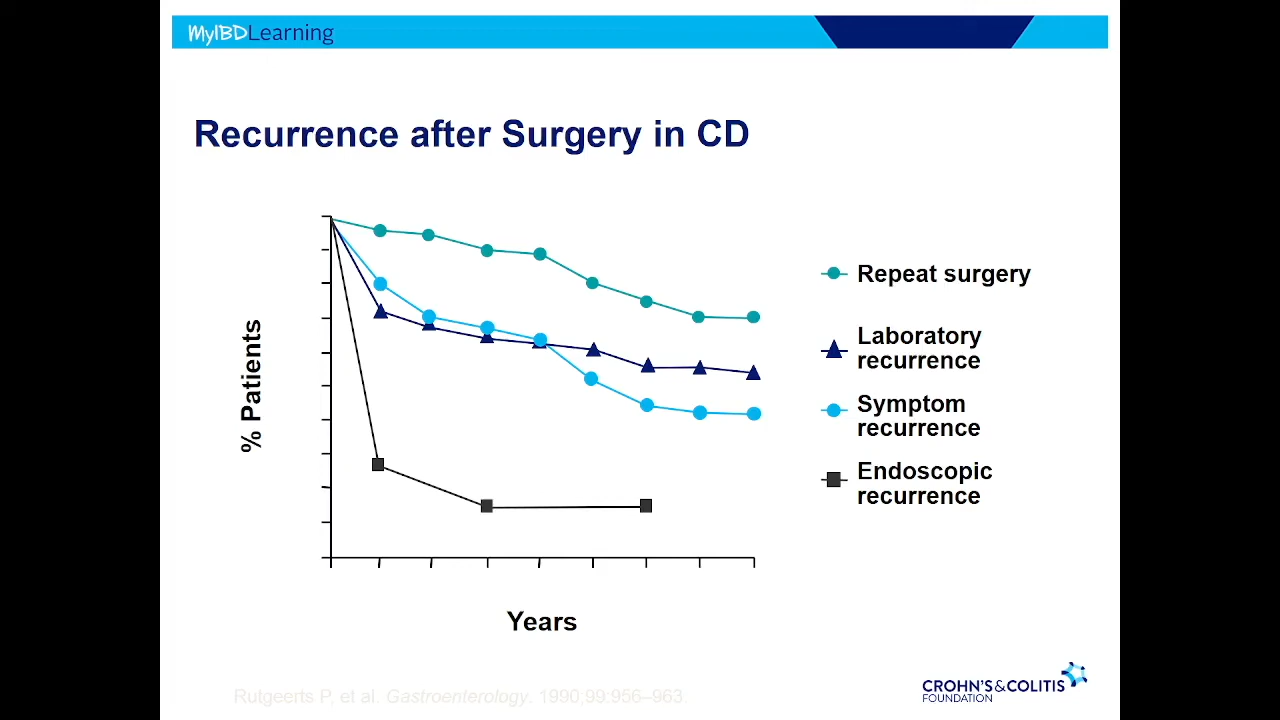 MyIBDLearning
Recurrence after Surgery in CD
% Patients
Years
Repeat surgery
Laboratory
recurrence
Symptom
recurrence
Endoscopic
recurrence
Rutgeerts P, et al. Gastroenterology. 1990;99:956–963.
CROHN'S&COLITIS
FOUNDATION